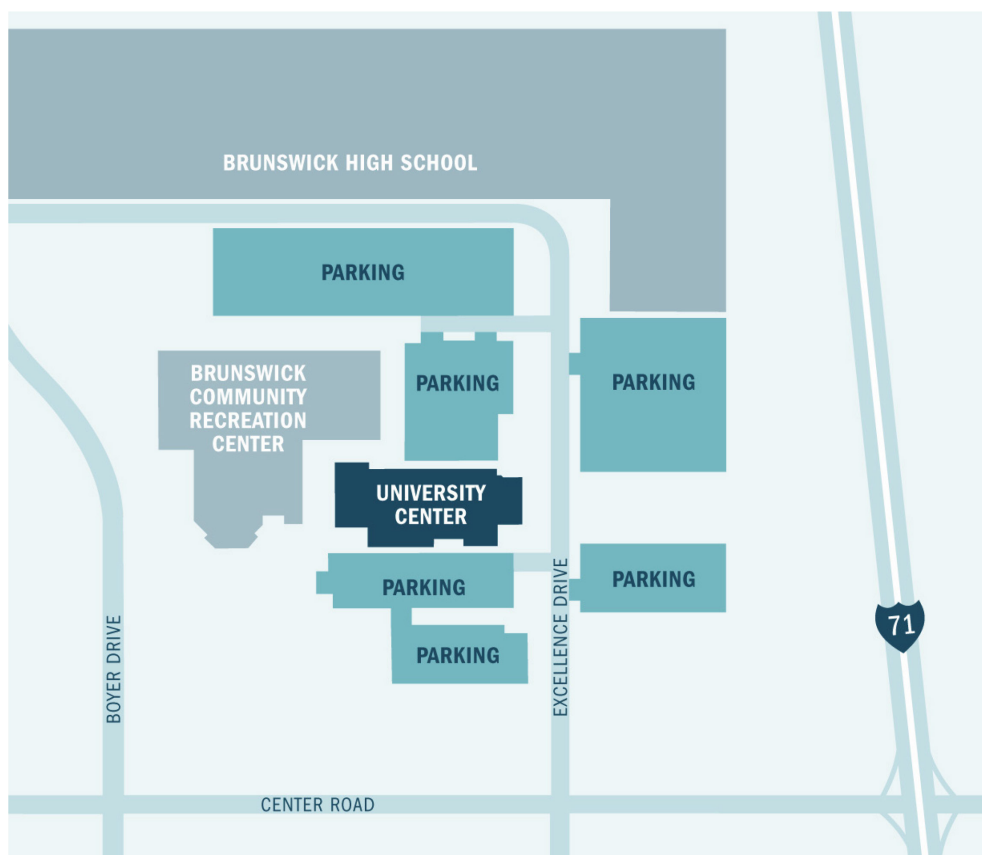 BRUNSWICK HIGH SCHOOL
PARKING
BRUNSWICK
COMMUNITY
RECREATION
CENTER
PARKING
PARKING
UNIVERSITY
CENTER
PARKING
PARKING
PARKING
BOYER DRIVE
EXCELLENCE DRIVE
71
CENTER ROAD